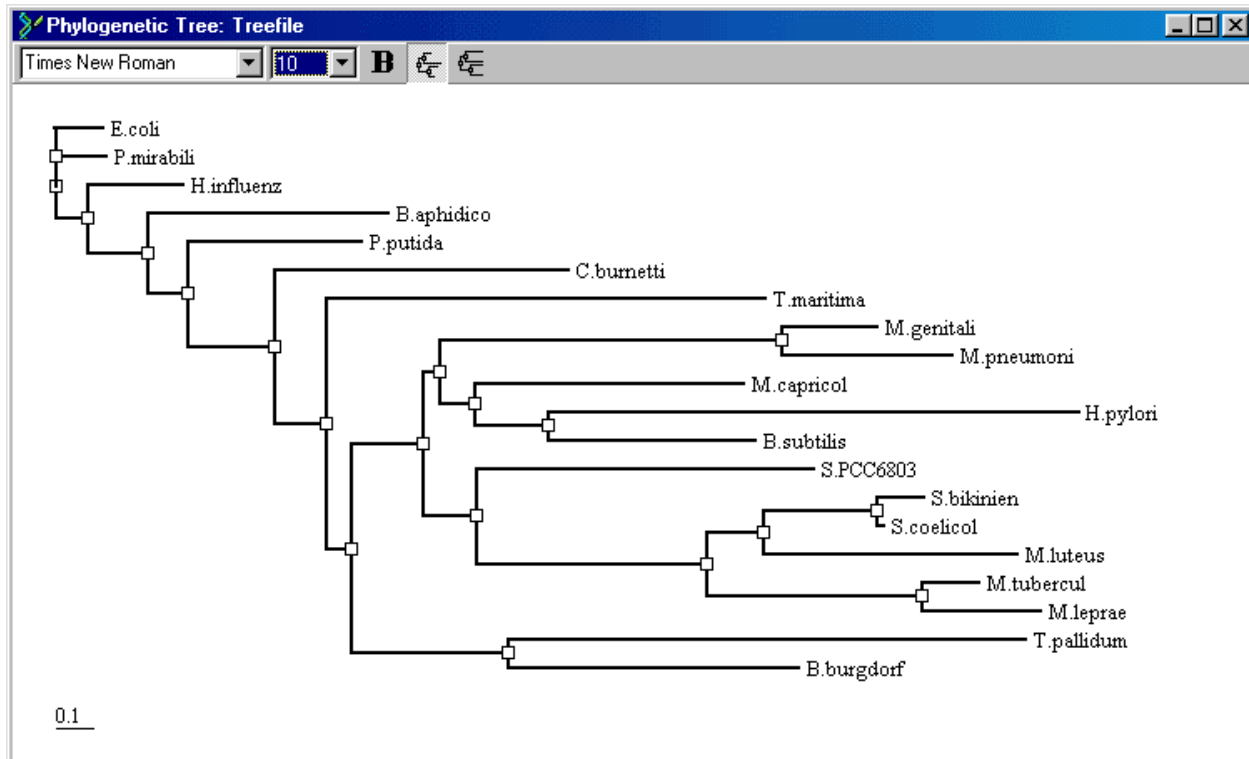 Phylogenetic Tree: Treefile
Times New Roman 10 B
E.coli
P.mirabili
H.influenz
B.aphidico
P.putida
C.burnetti
T.maritima
M.genitali
M.pneumoni
M.capricol
H.pylori
B.subtilis
S.PCC6803
S.bikinien
S.coelicol
M.luteus
M.tubercul
M.leprae
T.pallidum
B.burgdorf
0.1